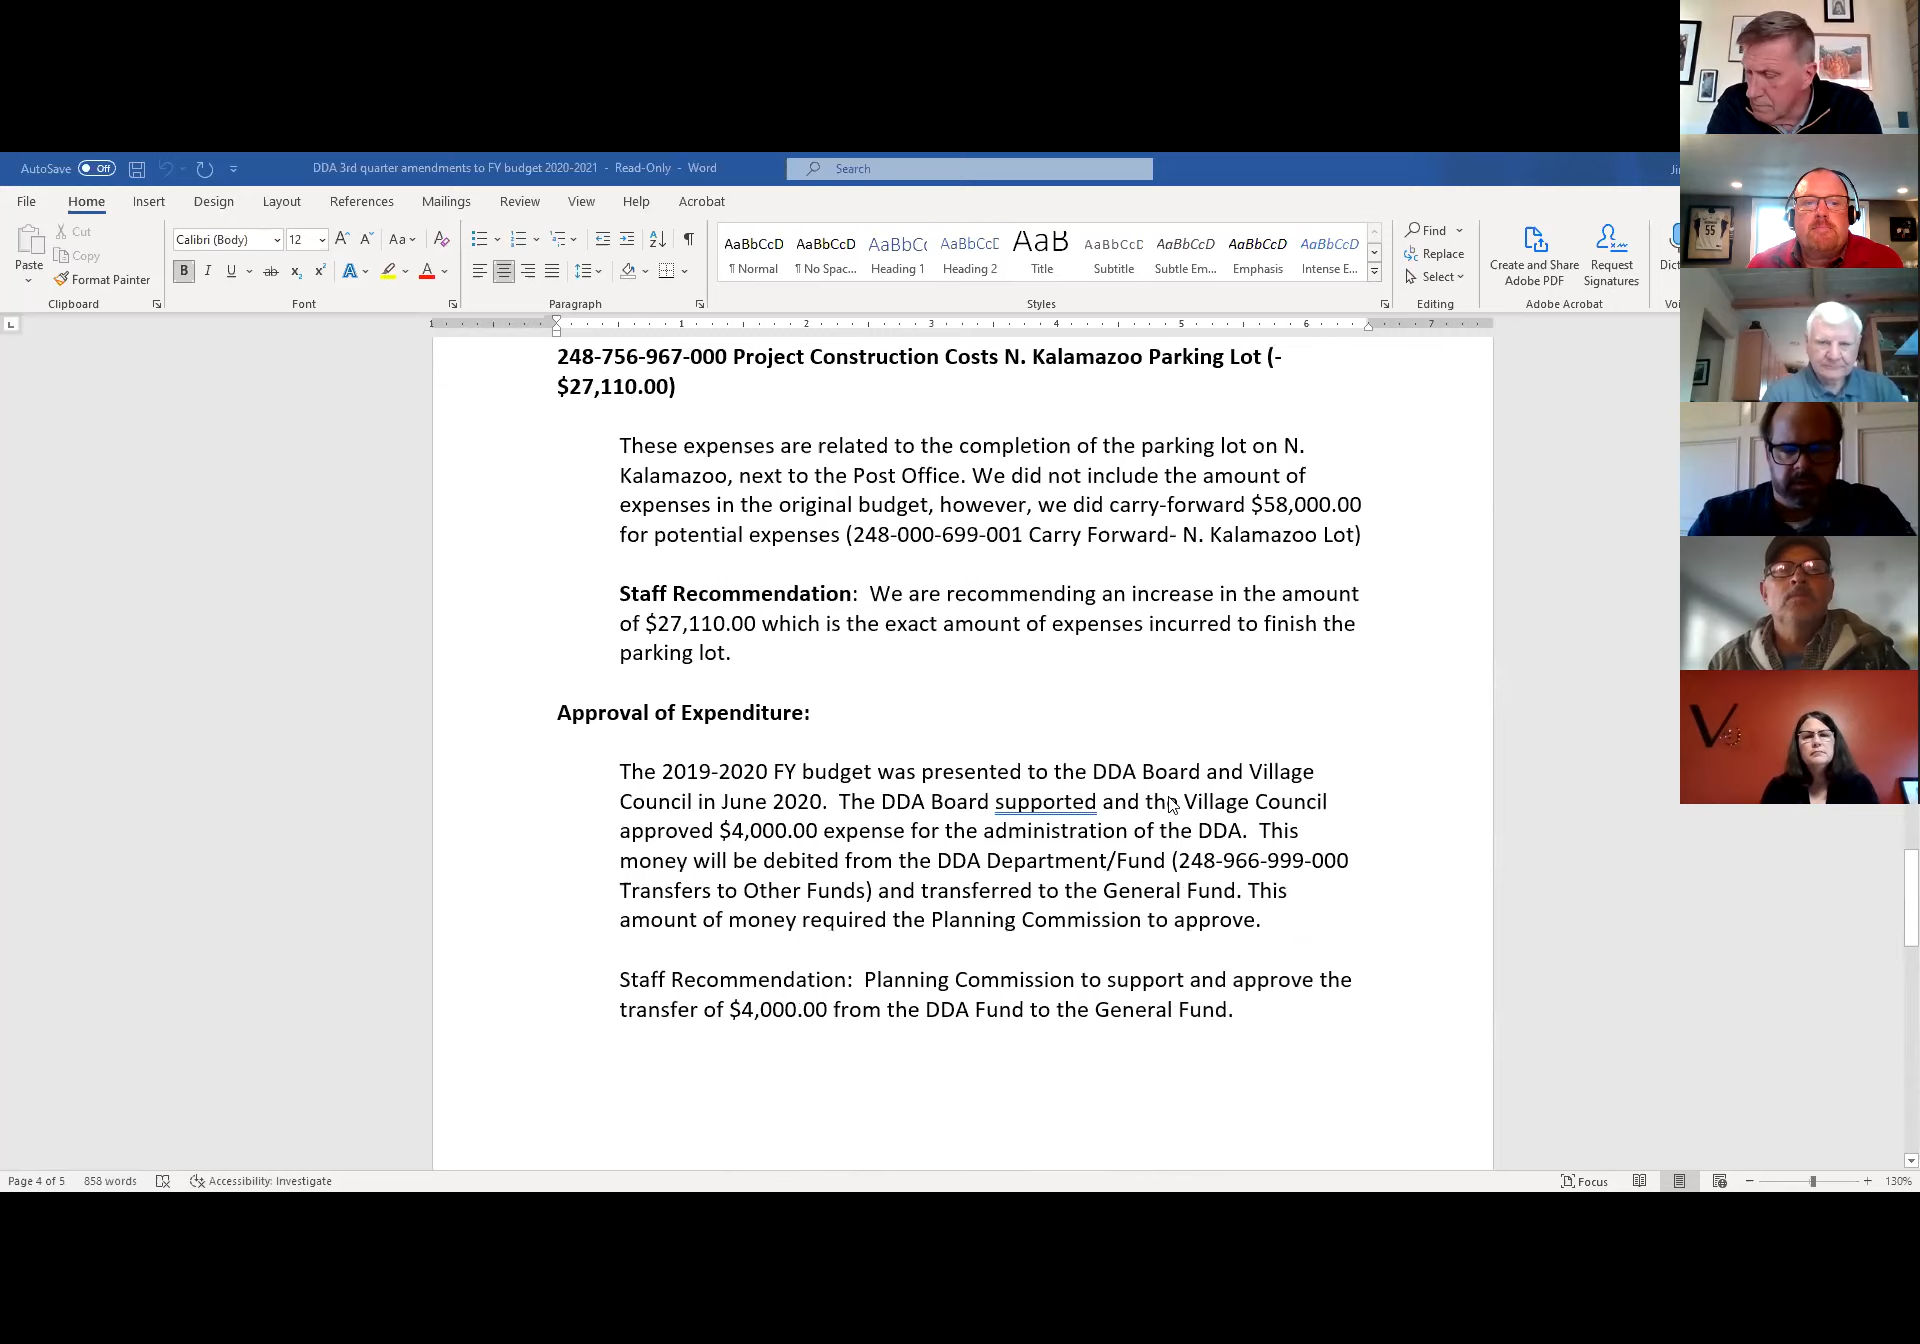 AutoSave Off DDA 3rd quarter amendments to FY budget 2020-2021 - Read-Only - Word Search
File Home Insert Design Layout References Mailings Review View Help Acrobat
Paste Cut Copy Format Painter
Calibri (Body) 12
AaBbCcD AaBbCcD AaBbCc AaBbCcD AaB AaBbCcD AaBbCcD AaBbCcD AaBbCcD
¶ Normal ¶ No Spac... Heading 1 Heading 2 Title Subtitle Subtle Em... Emphasis Intense E...
Find
Replace
Select
Create and Share Adobe PDF
Request Signatures
Clipboard Font Paragraph Styles Editing Adobe Acrobat
1 1 2 3 4 5 6 7
248-756-967-000 Project Construction Costs N. Kalamazoo Parking Lot (-
$27,110.00)
These expenses are related to the completion of the parking lot on N.
Kalamazoo, next to the Post Office. We did not include the amount of
expenses in the original budget, however, we did carry-forward $58,000.00
for potential expenses (248-000-699-001 Carry Forward- N. Kalamazoo Lot)
Staff Recommendation: We are recommending an increase in the amount
of $27,110.00 which is the exact amount of expenses incurred to finish the
parking lot.
Approval of Expenditure:
The 2019-2020 FY budget was presented to the DDA Board and Village
Council in June 2020. The DDA Board supported and the Village Council
approved $4,000.00 expense for the administration of the DDA. This
money will be debited from the DDA Department/Fund (248-966-999-000
Transfers to Other Funds) and transferred to the General Fund. This
amount of money required the Planning Commission to approve.
Staff Recommendation: Planning Commission to support and approve the
transfer of $4,000.00 from the DDA Fund to the General Fund.
Page 4 of 5 858 words Accessibility: Investigate Focus 130%
55